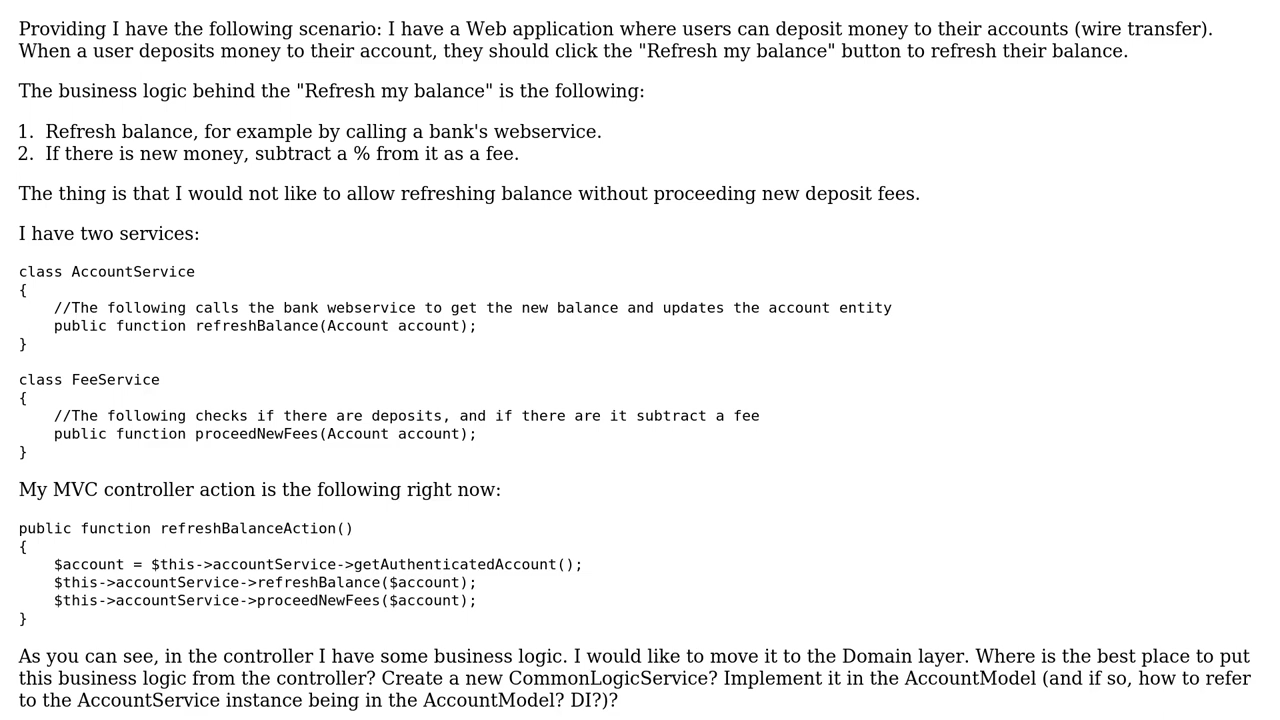 Providing I have the following scenario: I have a Web application where users can deposit money to their accounts (wire transfer).
When a user deposits money to their account, they should click the "Refresh my balance" button to refresh their balance.
The business logic behind the "Refresh my balance" is the following:
1. Refresh balance, for example by calling a bank's webservice.
2. If there is new money, subtract a % from it as a fee.
The thing is that I would not like to allow refreshing balance without proceeding new deposit fees.
I have two services:
class AccountService
{
    //The following calls the bank webservice to get the new balance and updates the account entity
    public function refreshBalance(Account account);
}
class FeeService
{
    //The following checks if there are deposits, and if there are it subtract a fee
    public function proceedNewFees(Account account);
}
My MVC controller action is the following right now:
public function refreshBalanceAction()
{
    $account = $this->accountService->getAuthenticatedAccount();
    $this->accountService->refreshBalance($account);
    $this->accountService->proceedNewFees($account);
}
As you can see, in the controller I have some business logic. I would like to move it to the Domain layer. Where is the best place to put
this business logic from the controller? Create a new CommonLogicService? Implement it in the AccountModel (and if so, how to refer
to the AccountService instance being in the AccountModel? DI?)?